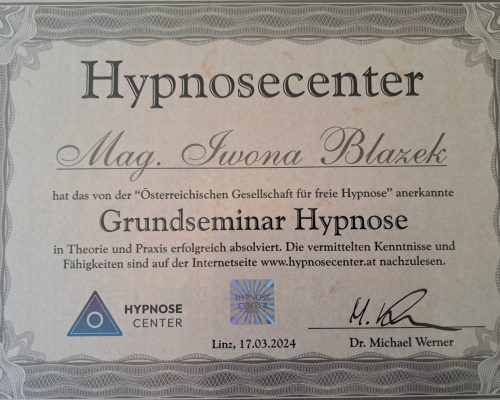 Hypnosecenter
Mag. Iwona Blazek
hat das von der “Österreichischen Gesellschaft für freie Hypnose” anerkannte
Grundseminar Hypnose
in Theorie und Praxis erfolgreich absolviert. Die vermittelten Kenntnisse und
Fähigkeiten sind auf der Internetseite www.hypnosecenter.at nachzulesen.
HYPNOSE
CENTER
HYPNOSE
CENTER
Linz, 17.03.2024
Dr. Michael Werner